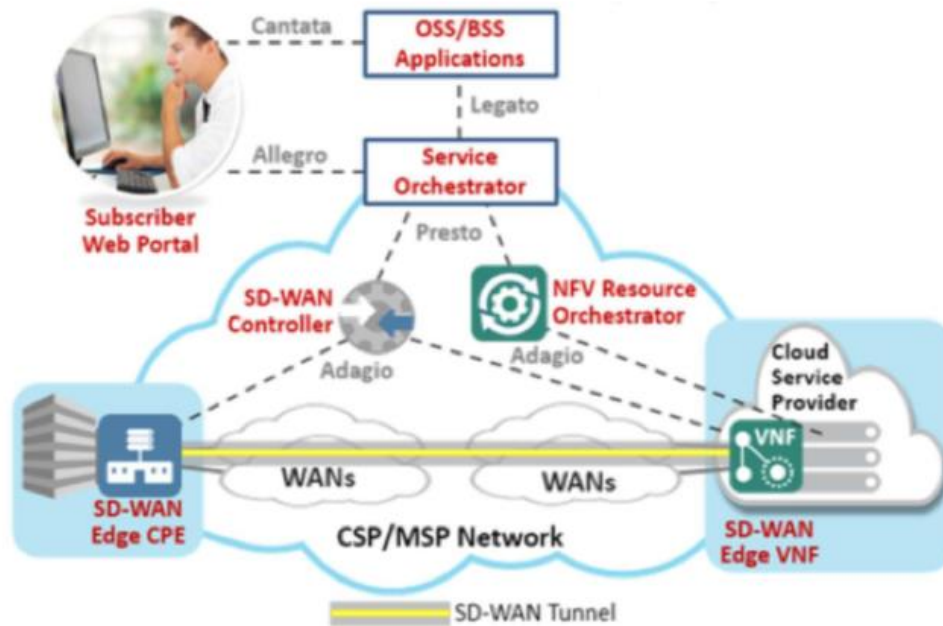 Cantata
OSS/BSS
Applications
Legato
Allegro
Service
Orchestrator
Subscriber
Web Portal
Presto
SD-WAN
Controller
NFV Resource
Orchestrator
Adagio
Adagio
Cloud
Service
Provider
VNF
WANs
WANs
SD-WAN
Edge CPE
CSP/MSP Network
SD-WAN
Edge VNF
SD-WAN Tunnel